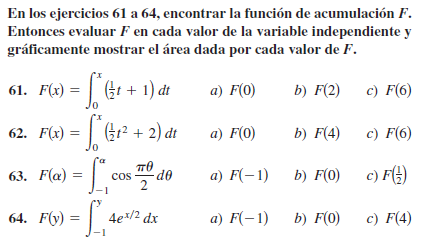 En los ejercicios 61 a 64, encontrar la función de acumulación F.
Entonces evaluar F en cada valor de la variable independiente y
gráficamente mostrar el área dada por cada valor de F.
61. F(x) = ∫₀ˣ (½t + 1) dt a) F(0) b) F(2) c) F(6)
62. F(x) = ∫₀ˣ (½t² + 2) dt a) F(0) b) F(4) c) F(6)
63. F(α) = ∫₋₁^α cos πθ/2 dθ a) F(−1) b) F(0) c) F(½)
64. F(y) = ∫₋₁^y 4e^(x/2) dx a) F(−1) b) F(0) c) F(4)